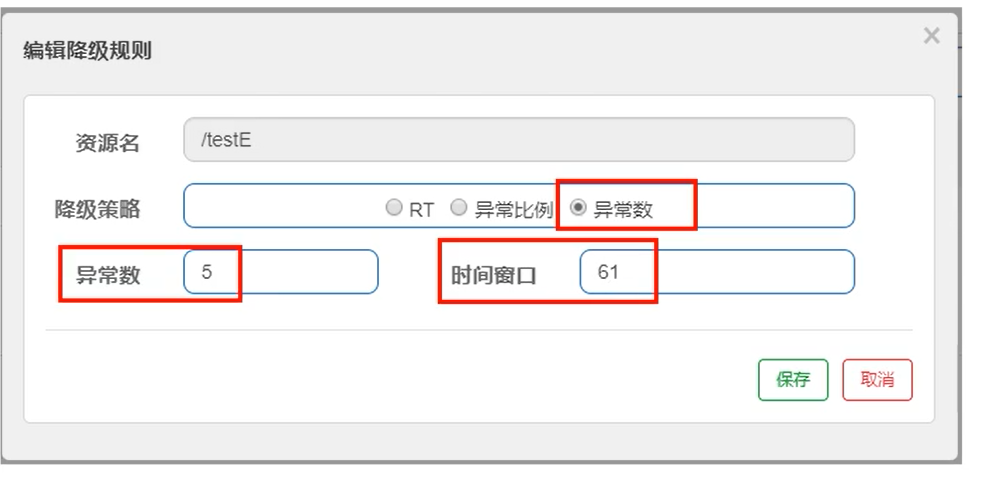 编辑降级规则
×
资源名 /testE
降级策略 RT 异常比例 异常数
异常数 5 时间窗口 61
保存 取消